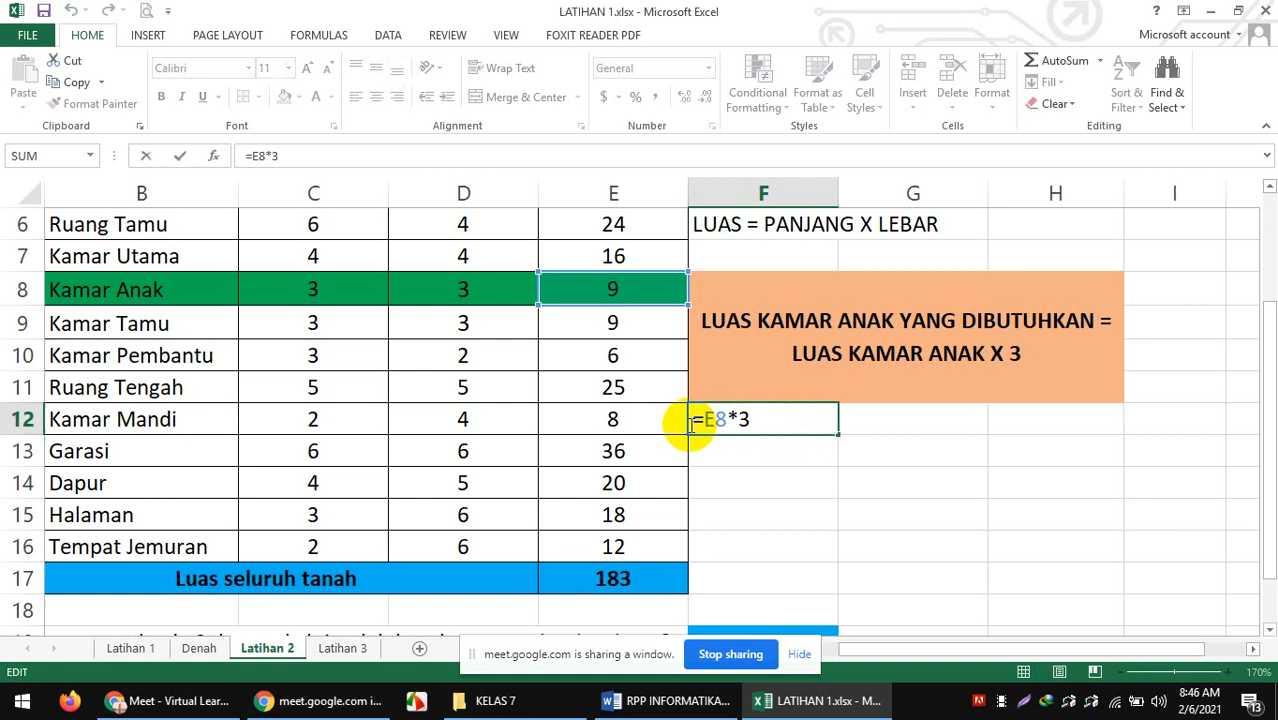 LATIHAN 1.xlsx - Microsoft Excel
FILE HOME INSERT PAGE LAYOUT FORMULAS DATA REVIEW VIEW FOXIT READER PDF Microsoft account
Paste Cut Copy Format Painter
Clipboard
Calibri 11
B I U A
Font
Wrap Text
Merge & Center
Alignment
General
$ % ,
Number
Conditional Formatting
Format as Table
Cell Styles
Styles
Insert Delete Format
Cells
AutoSum
Fill
Clear
Sort & Filter
Find & Select
Editing
SUM fx =E8*3
B C D E F G H I
6 Ruang Tamu 6 4 24 LUAS = PANJANG X LEBAR
7 Kamar Utama 4 4 16
8 Kamar Anak 3 3 9
LUAS KAMAR ANAK YANG DIBUTUHKAN =
LUAS KAMAR ANAK X 3
9 Kamar Tamu 3 3 9
10 Kamar Pembantu 3 2 6
11 Ruang Tengah 5 5 25
12 Kamar Mandi 2 4 8 =E8*3
13 Garasi 6 6 36
14 Dapur 4 5 20
15 Halaman 3 6 18
16 Tempat Jemuran 2 6 12
17 Luas seluruh tanah 183
18
Latihan 1 Denah Latihan 2 Latihan 3
meet.google.com is sharing a window. Stop sharing Hide
EDIT 170%
Meet - Virtual Lear... meet.google.com i... KELAS 7 RPP INFORMATIKA... LATIHAN 1.xlsx - M...
8:46 AM
2/6/2021
13